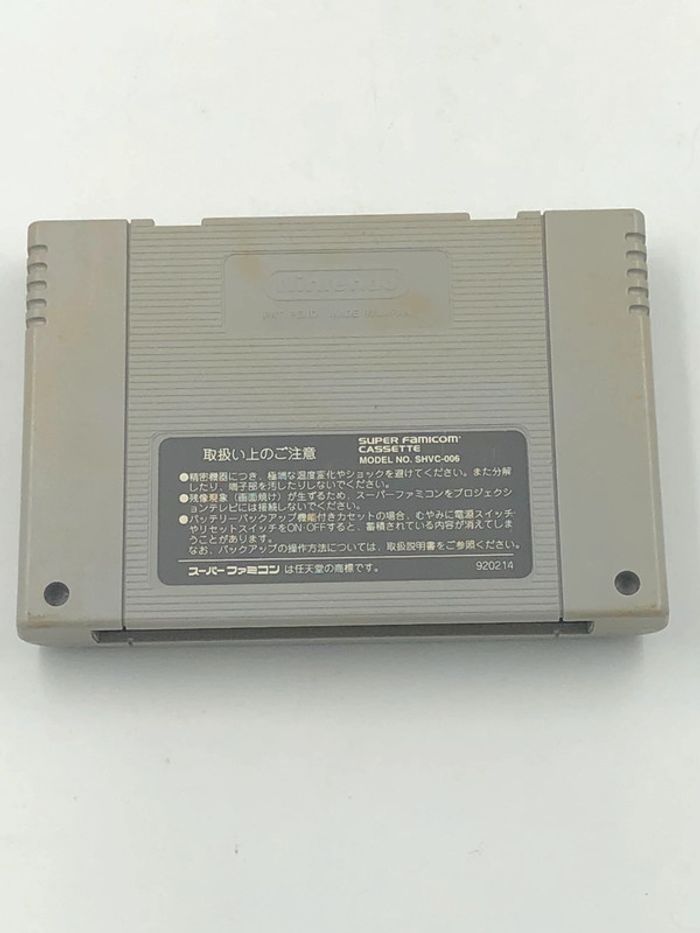 Nintendo
PAT. PEND. MADE IN JAPAN
取扱い上のご注意
SUPER FAMICOM
CASSETTE
MODEL NO. SHVC-006
●精密機器につき、極端な温度変化やショックを避けてください。また分解
したり、端子部を汚したりしないでください。
●残像現象(画面焼け)が生ずるため、スーパーファミコンをプロジェクシ
ョンテレビには接続しないでください。
●バッテリーバックアップ機能付きカセットの場合、むやみに電源スイッチ
やリセットスイッチをON・OFFすると、蓄積されている内容が消えてしま
うことがあります。
なお、バックアップの操作方法については、取扱説明書をご参照ください。
スーパーファミコン は任天堂の商標です。
920214